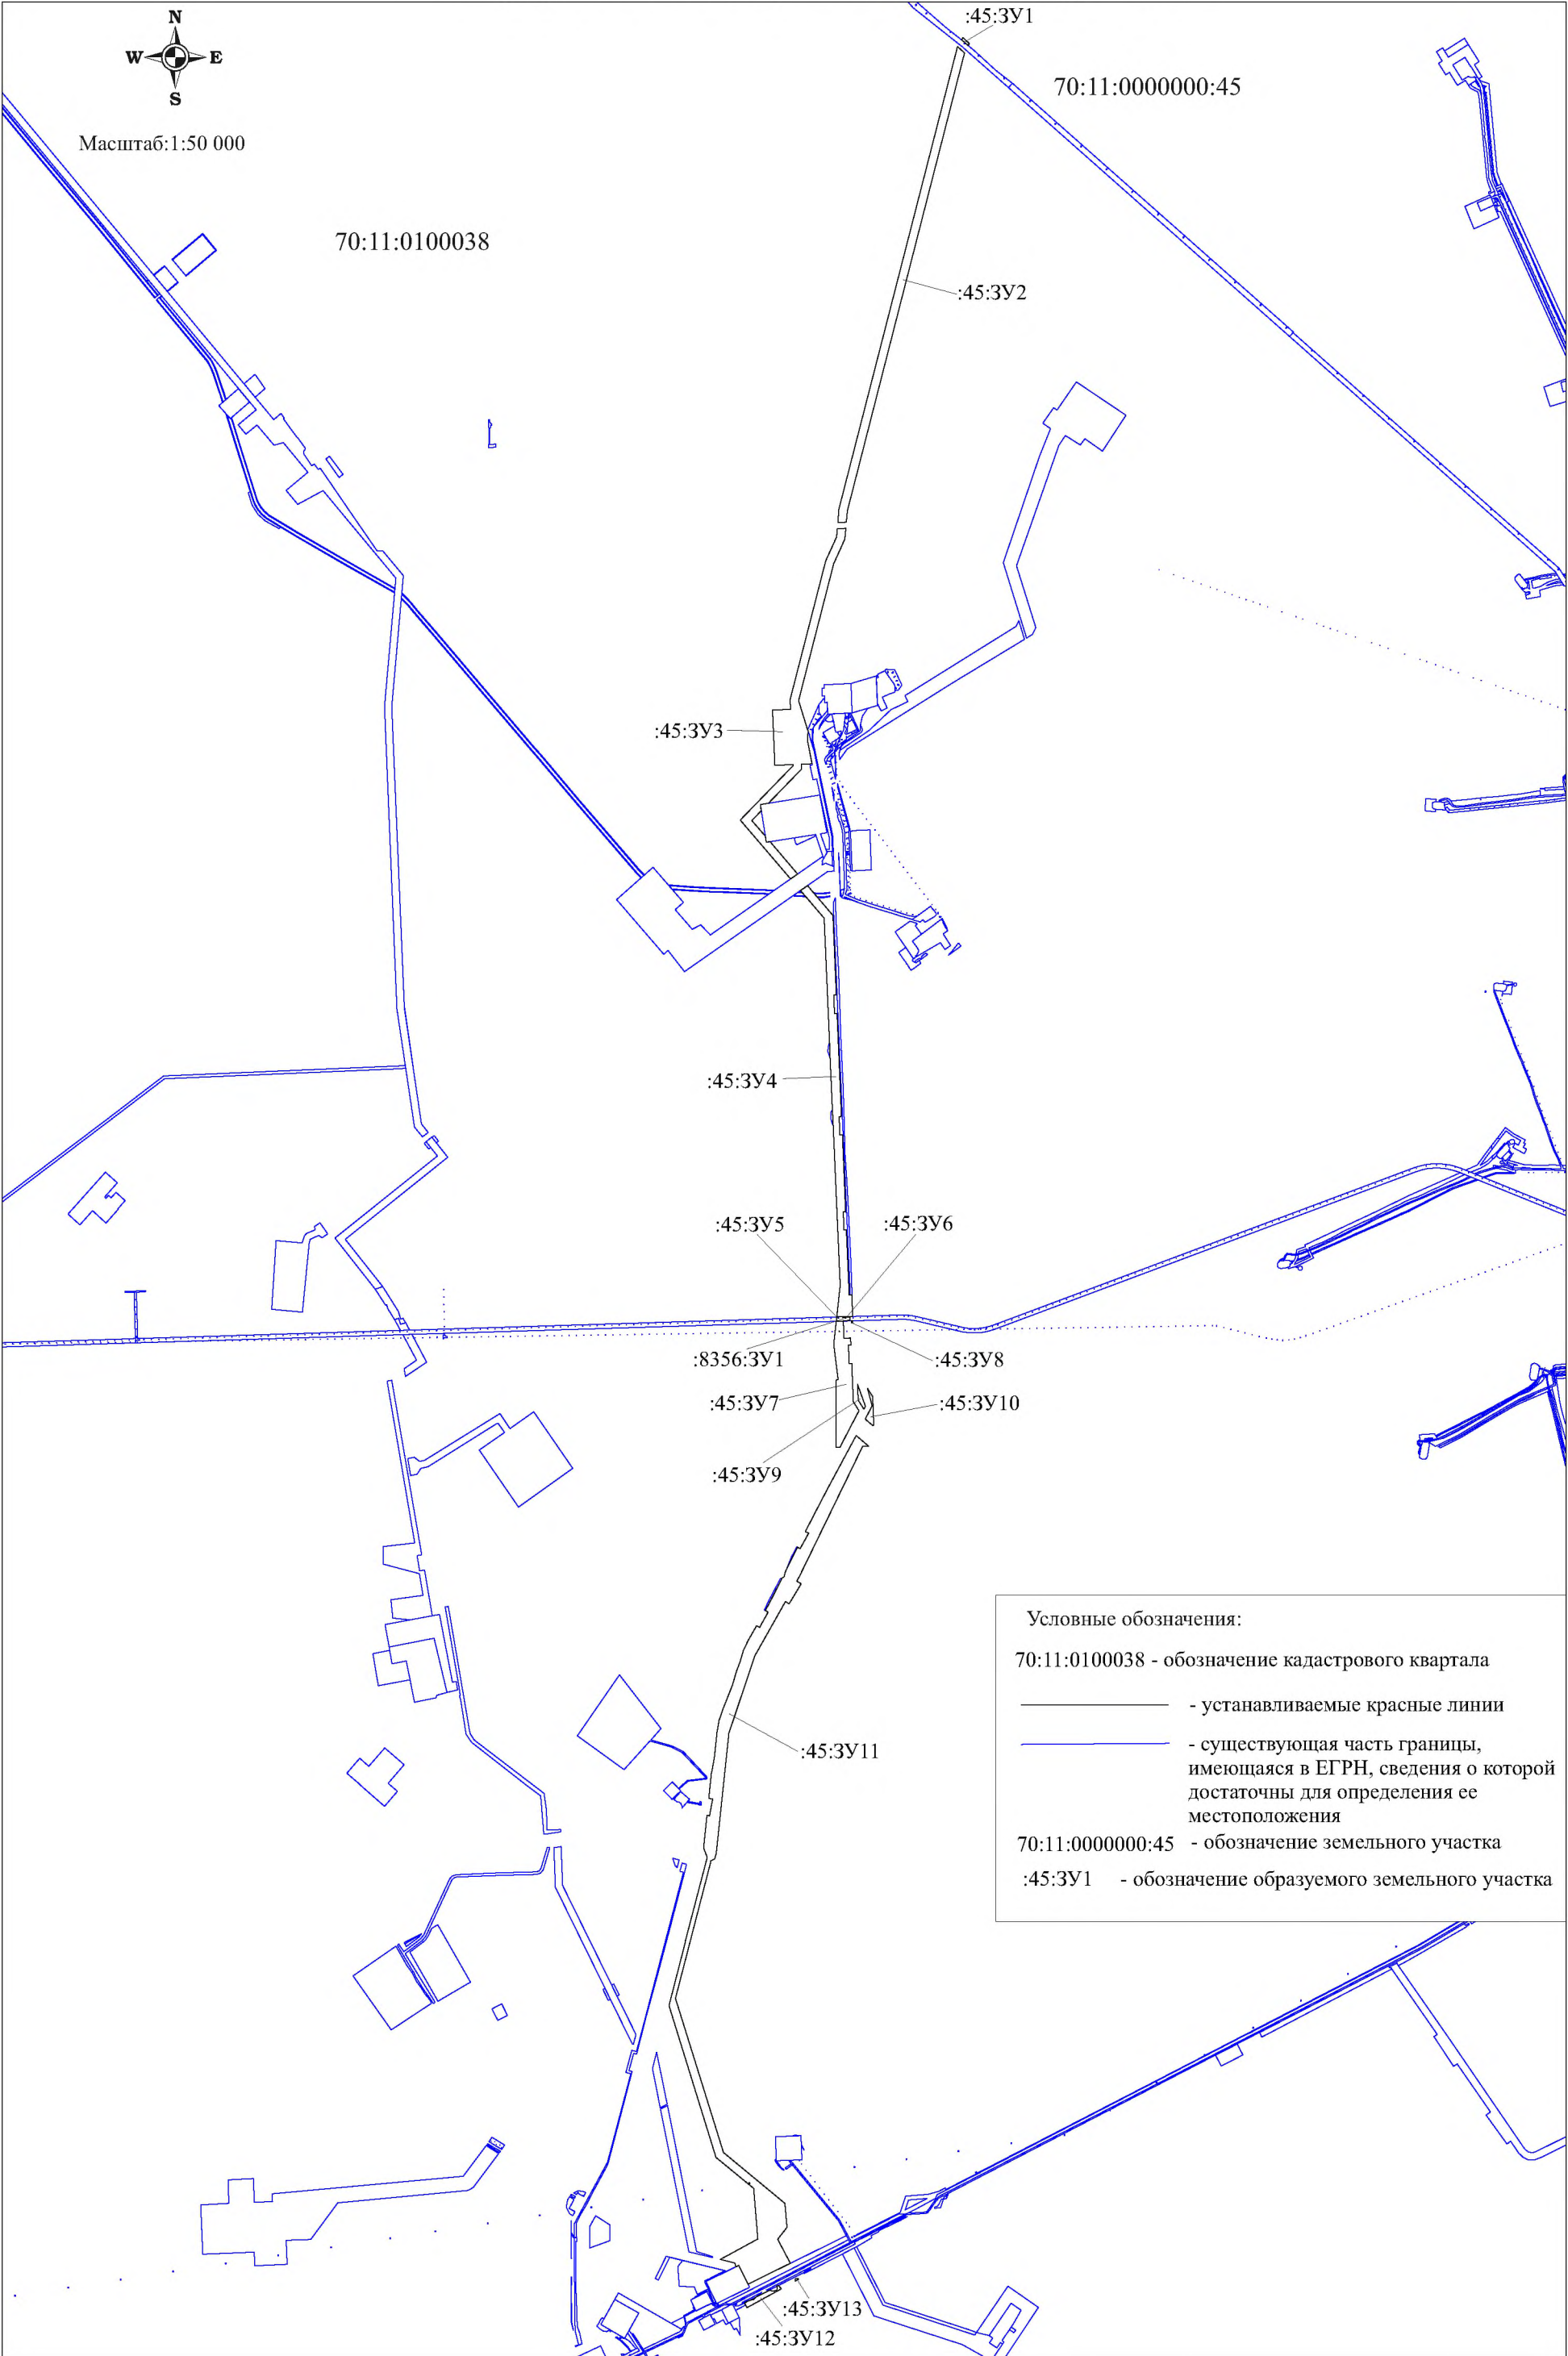 :45:ЗУ1
N
W E
S
70:11:0000000:45
Масштаб:1:50 000
70:11:0100038
:45:ЗУ2
:45:ЗУ3
:45:ЗУ4
:45:ЗУ5
:45:ЗУ6
:8356:ЗУ1
:45:ЗУ8
:45:ЗУ7
:45:ЗУ10
:45:ЗУ9
:45:ЗУ11
Условные обозначения:
70:11:0100038 - обозначение кадастрового квартала
- устанавливаемые красные линии
- существующая часть границы,
имеющаяся в ЕГРН, сведения о которой
достаточны для определения ее
местоположения
70:11:0000000:45 - обозначение земельного участка
:45:ЗУ1 - обозначение образуемого земельного участка
:45:ЗУ13
:45:ЗУ12